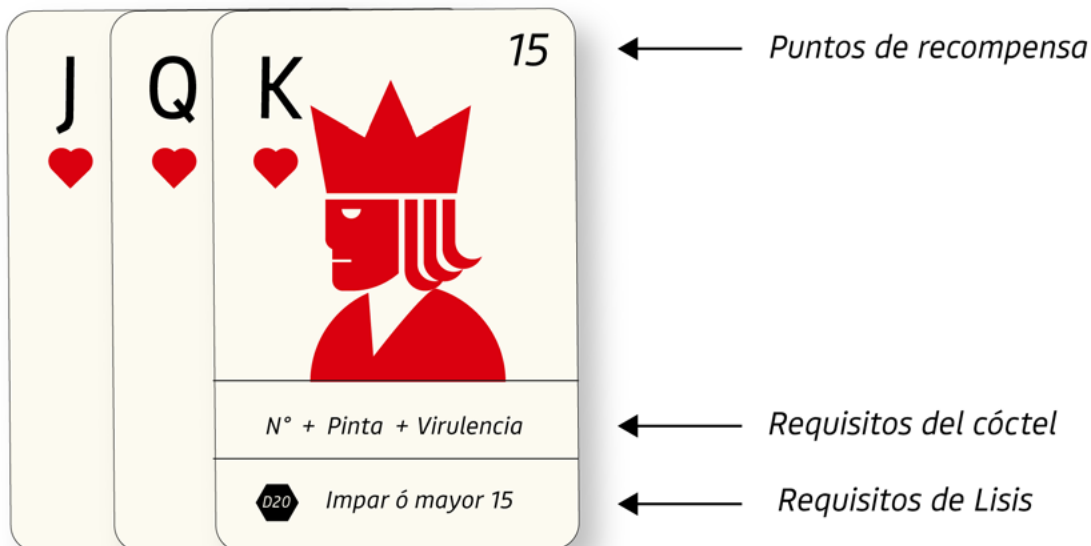 J Q K 15
Puntos de recompensa
N° + Pinta + Virulencia
Requisitos del cóctel
D20 Impar ó mayor 15
Requisitos de Lisis